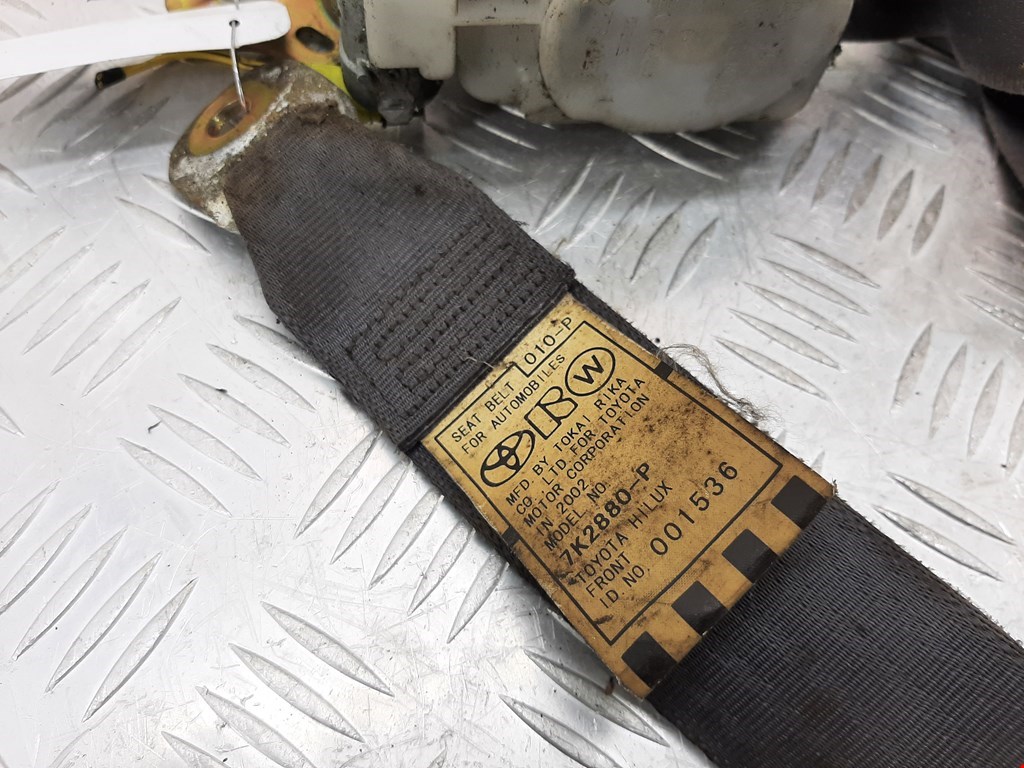 SEAT BELT
FOR AUTOMOBILES
010-P
W
MFD BY TOKAI RIKA
CO. LTD. FOR TOYOTA
MOTOR CORPORATION
IN 2002
MODEL NO.
7K2880-P
TOYOTA HILUX
FRONT
I.D. NO. 001536